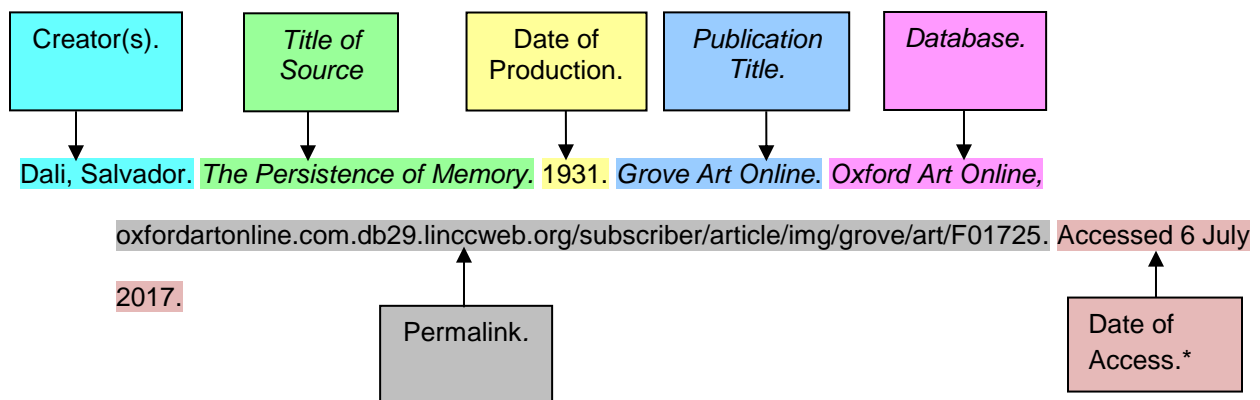 Creator(s).
Title of
Source
Date of
Production.
Publication
Title.
Database.
Dali, Salvador. The Persistence of Memory. 1931. Grove Art Online. Oxford Art Online,
oxfordartonline.com.db29.linccweb.org/subscriber/article/img/grove/art/F01725. Accessed 6 July
2017.
Permalink.
Date of
Access.*